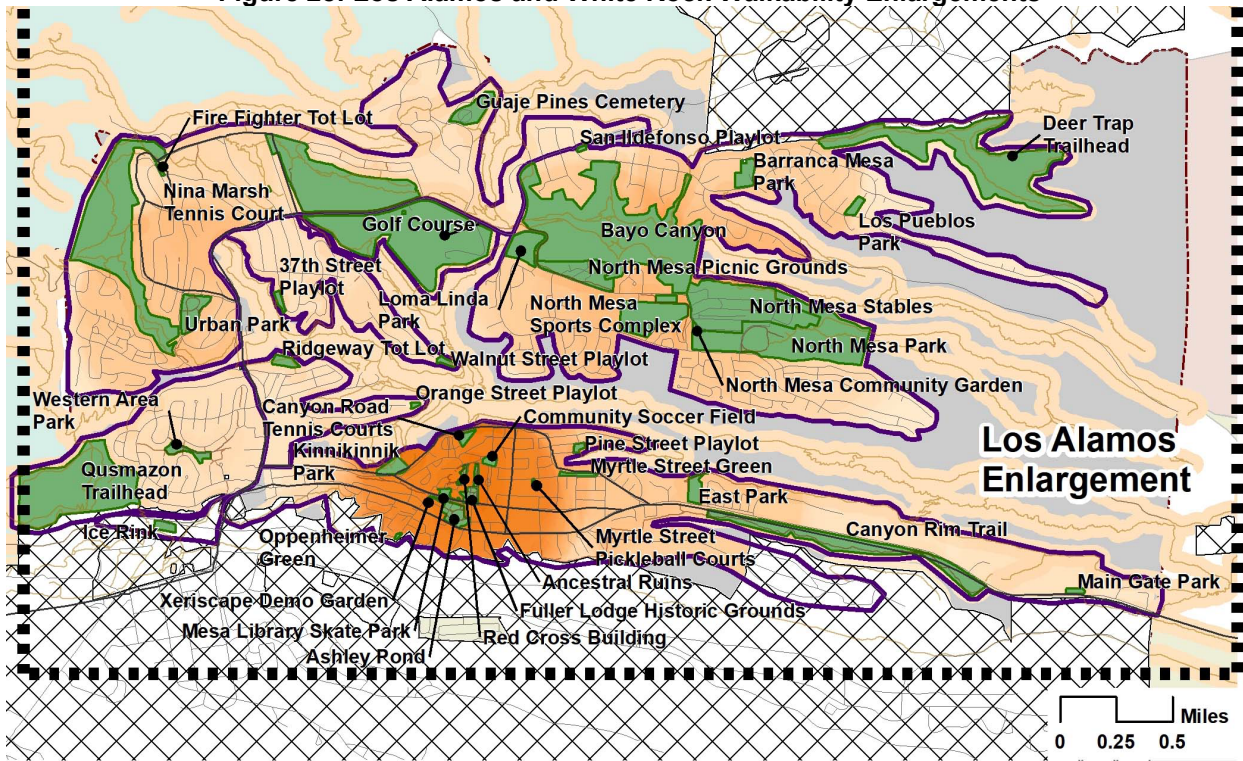 Fire Fighter Tot Lot
Guaje Pines Cemetery
San Ildefonso Playlot
Deer Trap
Trailhead
Barranca Mesa
Park
Nina Marsh
Tennis Court
Golf Course
Bayo Canyon
Los Pueblos
Park
37th Street
Playlot
North Mesa Picnic Grounds
Loma Linda
Park
North Mesa
Sports Complex
North Mesa Stables
Urban Park
North Mesa Park
Ridgeway Tot Lot
Walnut Street Playlot
North Mesa Community Garden
Western Area
Park
Orange Street Playlot
Canyon Road
Tennis Courts
Community Soccer Field
Kinnikinnik
Park
Pine Street Playlot
Myrtle Street Green
Los Alamos
Enlargement
Qusmazon
Trailhead
East Park
Canyon Rim Trail
Ice Rink
Oppenheimer
Green
Myrtle Street
Pickleball Courts
Ancestral Ruins
Main Gate Park
Xeriscape Demo Garden
Fuller Lodge Historic Grounds
Mesa Library Skate Park
Red Cross Building
Ashley Pond
Miles
0 0.25 0.5